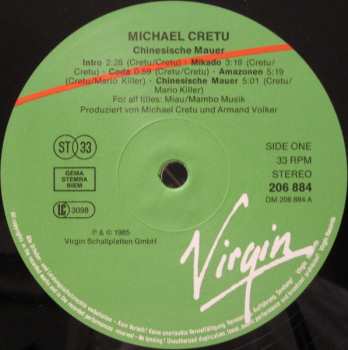 MICHAEL CRETU
Chinesische Mauer
Intro 2:28 (Cretu/Cretu) · Mikado 3:18 (Cretu/
Cretu) · Coda 0:59 (Cretu/Cretu) · Amazonen 5:19
(Cretu/Mario Killer) · Chinesische Mauer 5:01 (Cretu/
Mario Killer)
For all titles: Miau/Mambo Musik
Produziert von Michael Cretu and Armand Volker
ST 33
GEMA
STEMRA
BIEM
LC 3098
SIDE ONE
33 RPM
STEREO
206 884
OM 206 884 A
℗ & © 1985
Virgin Schallplatten GmbH
Virgin